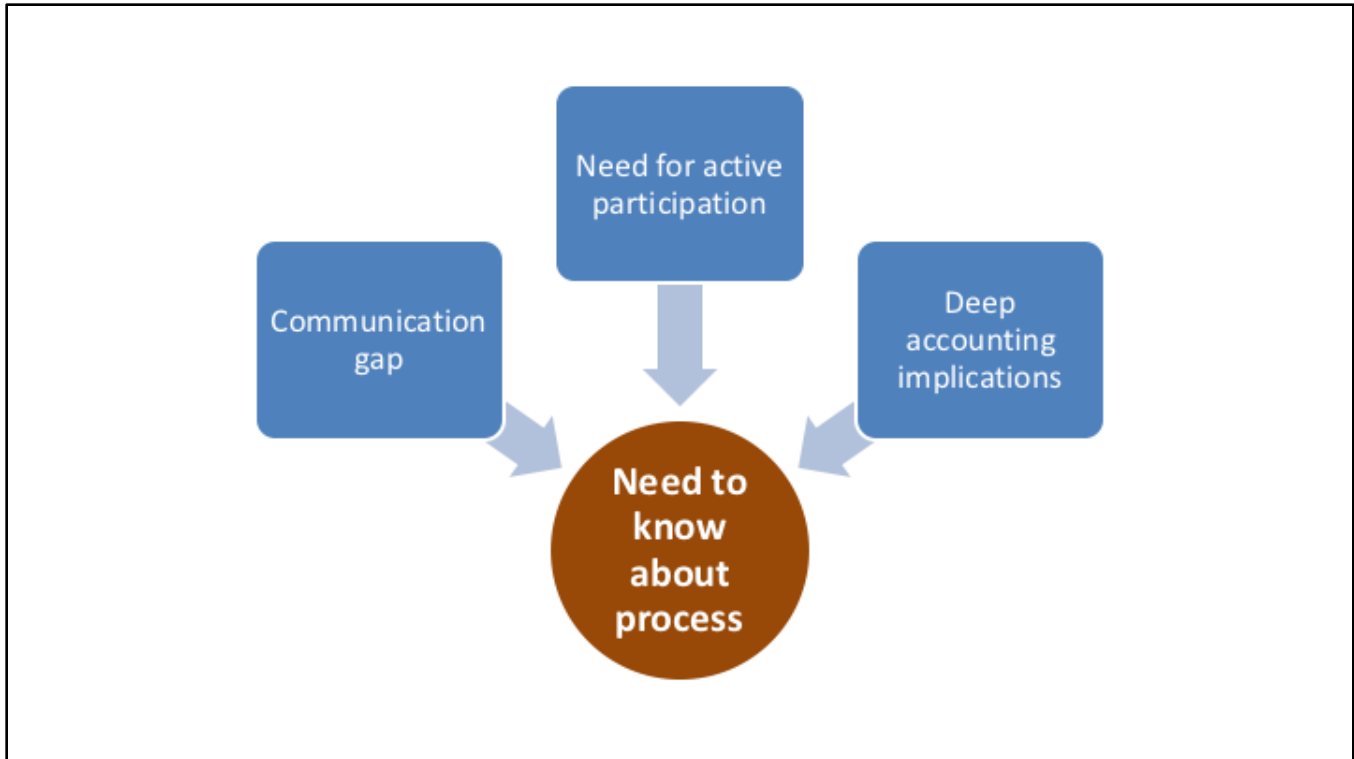 Need for active
participation
Communication
gap
Deep
accounting
implications
Need to
know
about
process